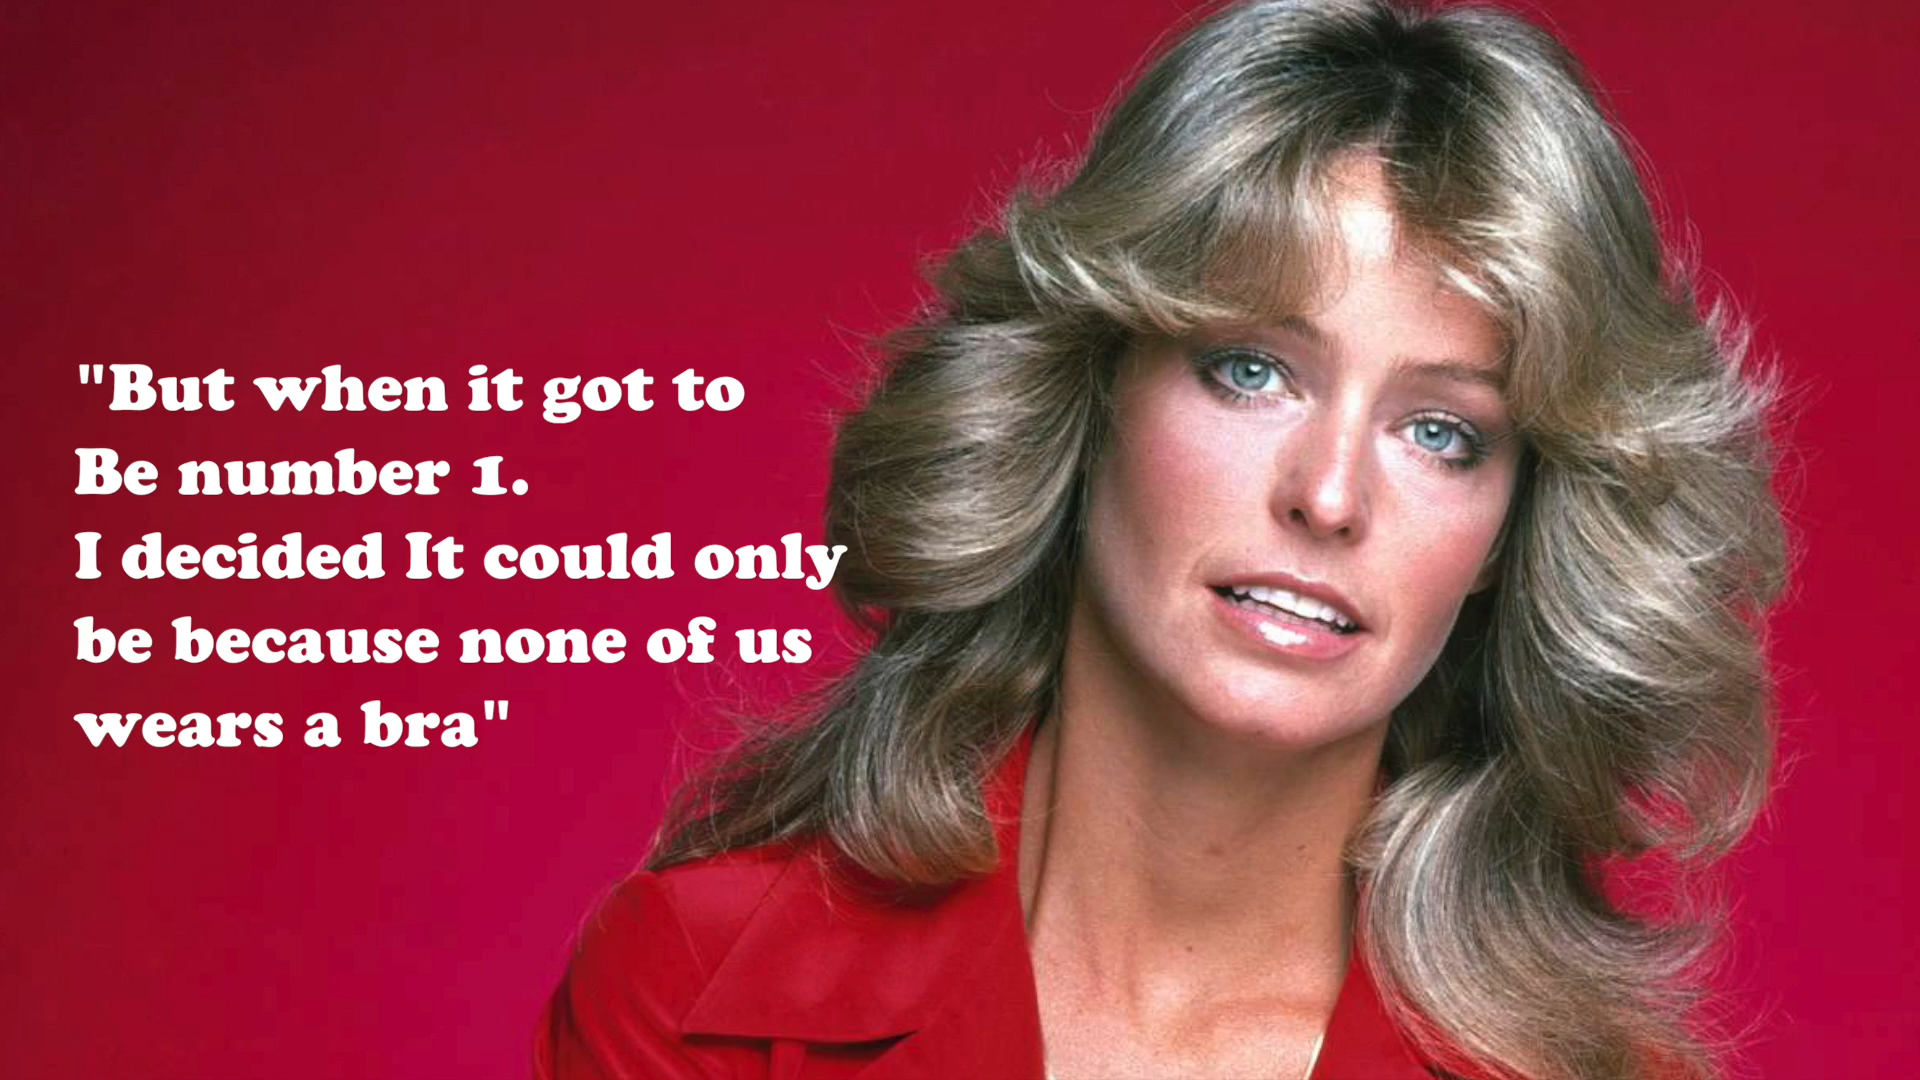 "But when it got to
Be number 1.
I decided It could only
be because none of us
wears a bra"